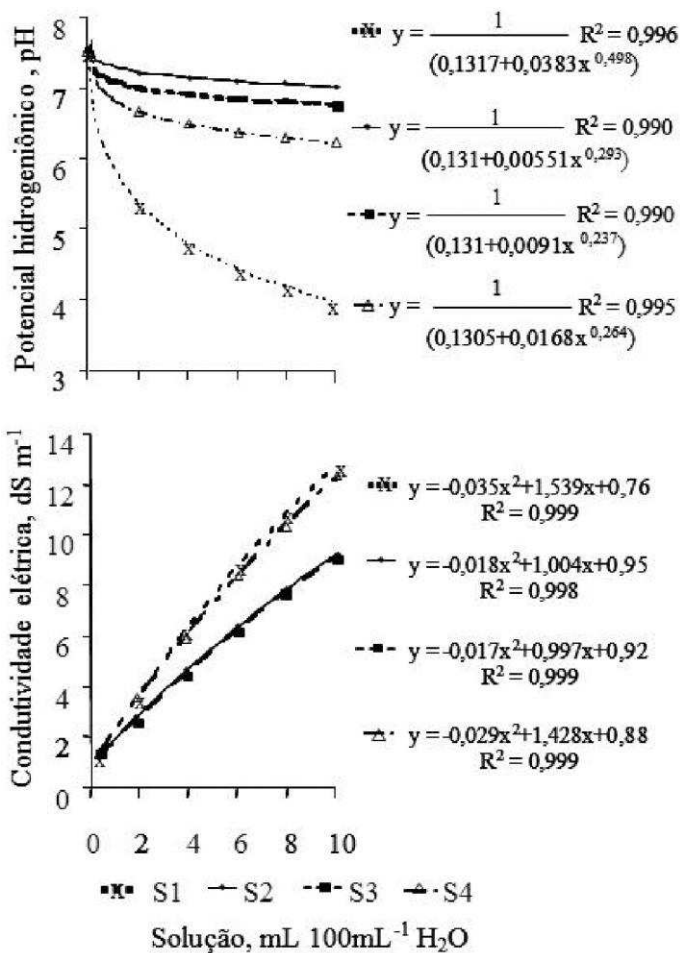 Potencial hidrogeniônico , pH
8
7
6
5
4
3
y = 1/(0,1317+0,0383x^0,498) R² = 0,996
y = 1/(0,131+0,00551x^0,293) R² = 0,990
y = 1/(0,131+0,0091x^0,237) R² = 0,990
y = 1/(0,1305+0,0168x^0,264) R² = 0,995
Condutividade elétrica, dS m⁻¹
14
12
10
8
6
4
2
0
0 2 4 6 8 10
y =-0,035x²+1,539x+0,76
R² = 0,999
y =-0,018x²+1,004x+0,95
R² = 0,998
y =-0,017x²+0,997x+0,92
R² = 0,999
y =-0,029x²+1,428x+0,88
R² = 0,999
S1 S2 S3 S4
Solução, mL 100mL⁻¹ H₂O